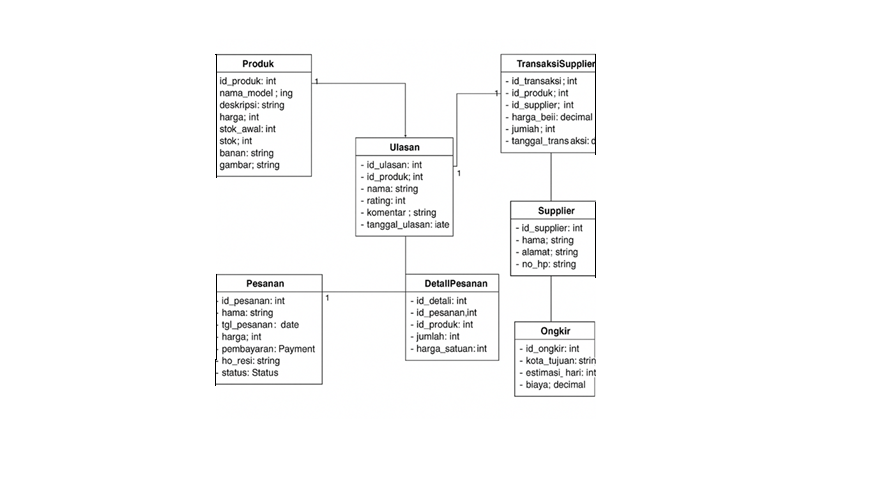 Produk
id_produk: int
nama_model ; ing
deskripsi: string
harga; int
stok_awal: int
stok; int
banan: string
gambar; string
1
TransaksiSupplier
- id_transaksi; int
- id_produk; int
- id_supplier; int
- harga_beii: decimal
- jumiah; int
- tanggal_trans aksi: d
1
Ulasan
- id_ulasan: int
- id_produk; int
- nama: string
- rating: int
- komentar ; string
- tanggal_ulasan: iate
1
Supplier
- id_supplier: int
- hama; string
- alamat; string
- no_hp: string
Pesanan
- id_pesanan: int
- hama: string
- tgl_pesanan: date
- harga; int
- pembayaran: Payment
- ho_resi: string
- status: Status
1
DetallPesanan
- id_detali: int
- id_pesanan,int
- id_produk: int
- jumlah: int
- harga_satuan: int
Ongkir
- id_ongkir: int
- kota_tujuan: strin
- estimasi_ hari: int
- biaya; decimal